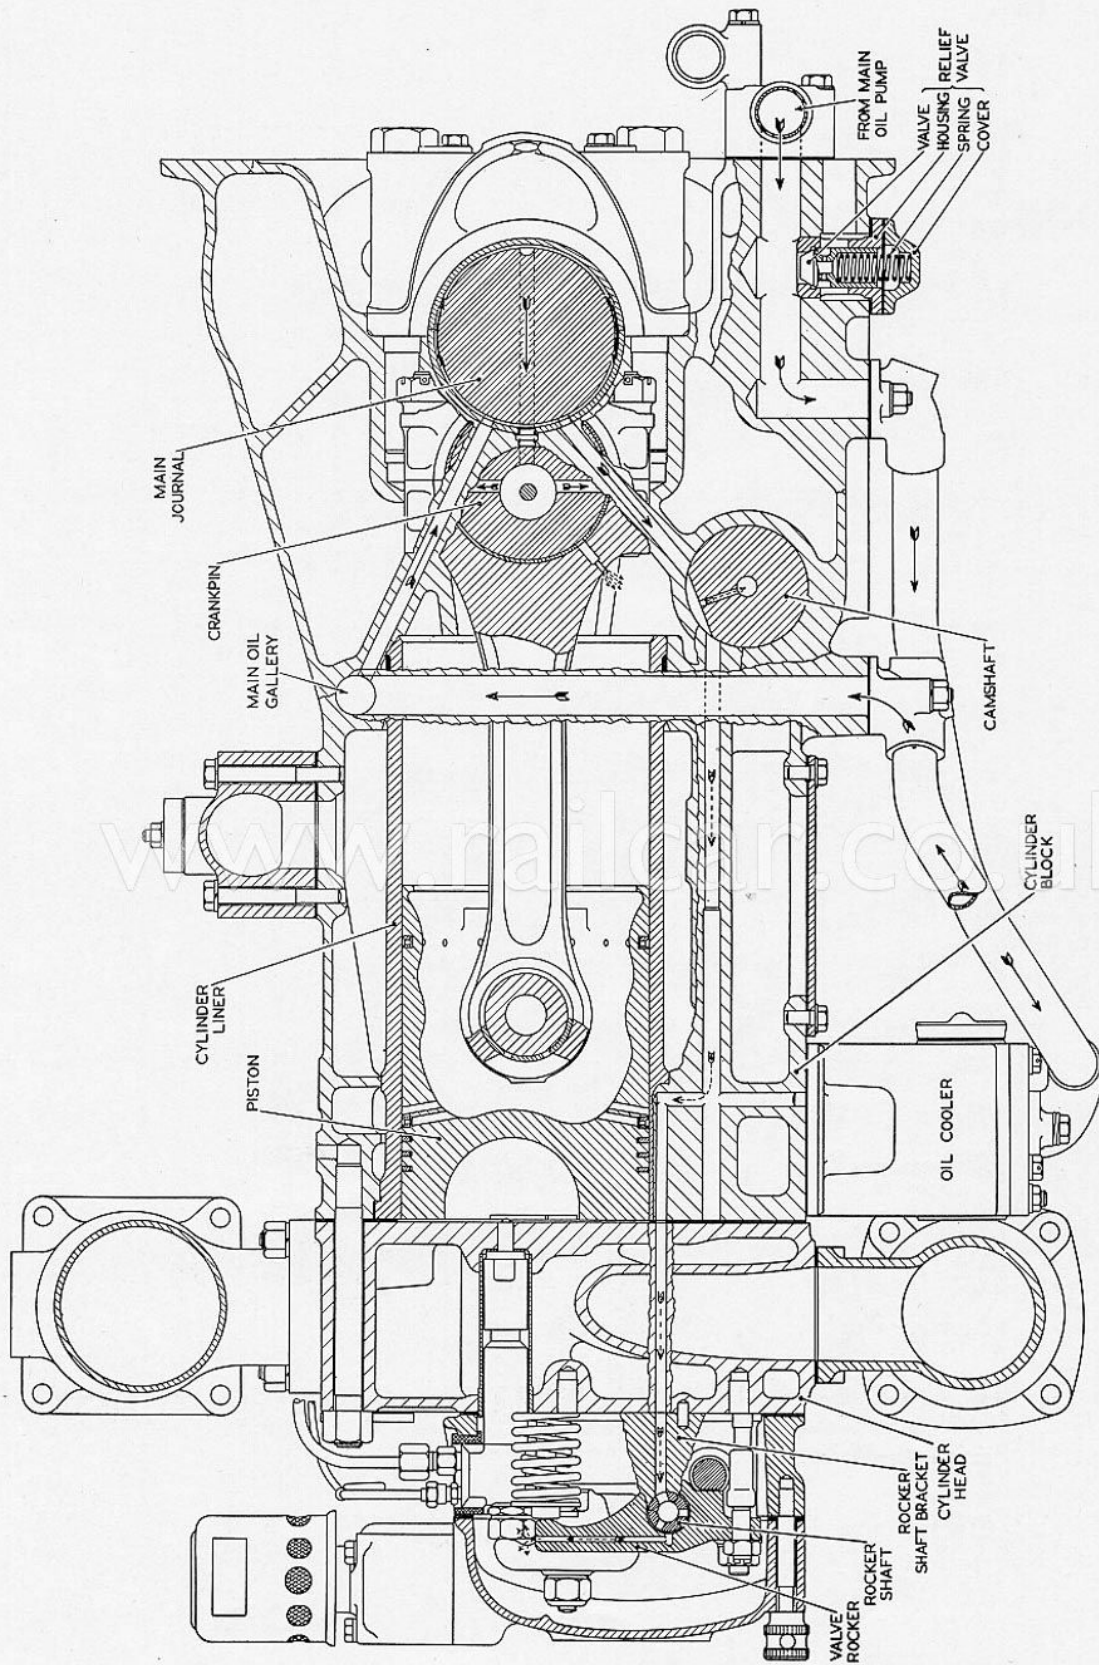 MAIN
JOURNAL
CRANKPIN
MAIN OIL
GALLERY
CYLINDER
LINER
PISTON
FROM MAIN
OIL PUMP
VALVE
HOUSING
SPRING
COVER
RELIEF
VALVE
CAMSHAFT
CYLINDER
BLOCK
OIL COOLER
CYLINDER
HEAD
ROCKER
SHAFT BRACKET
ROCKER
SHAFT
VALVE
ROCKER
www.railcar.co.uk